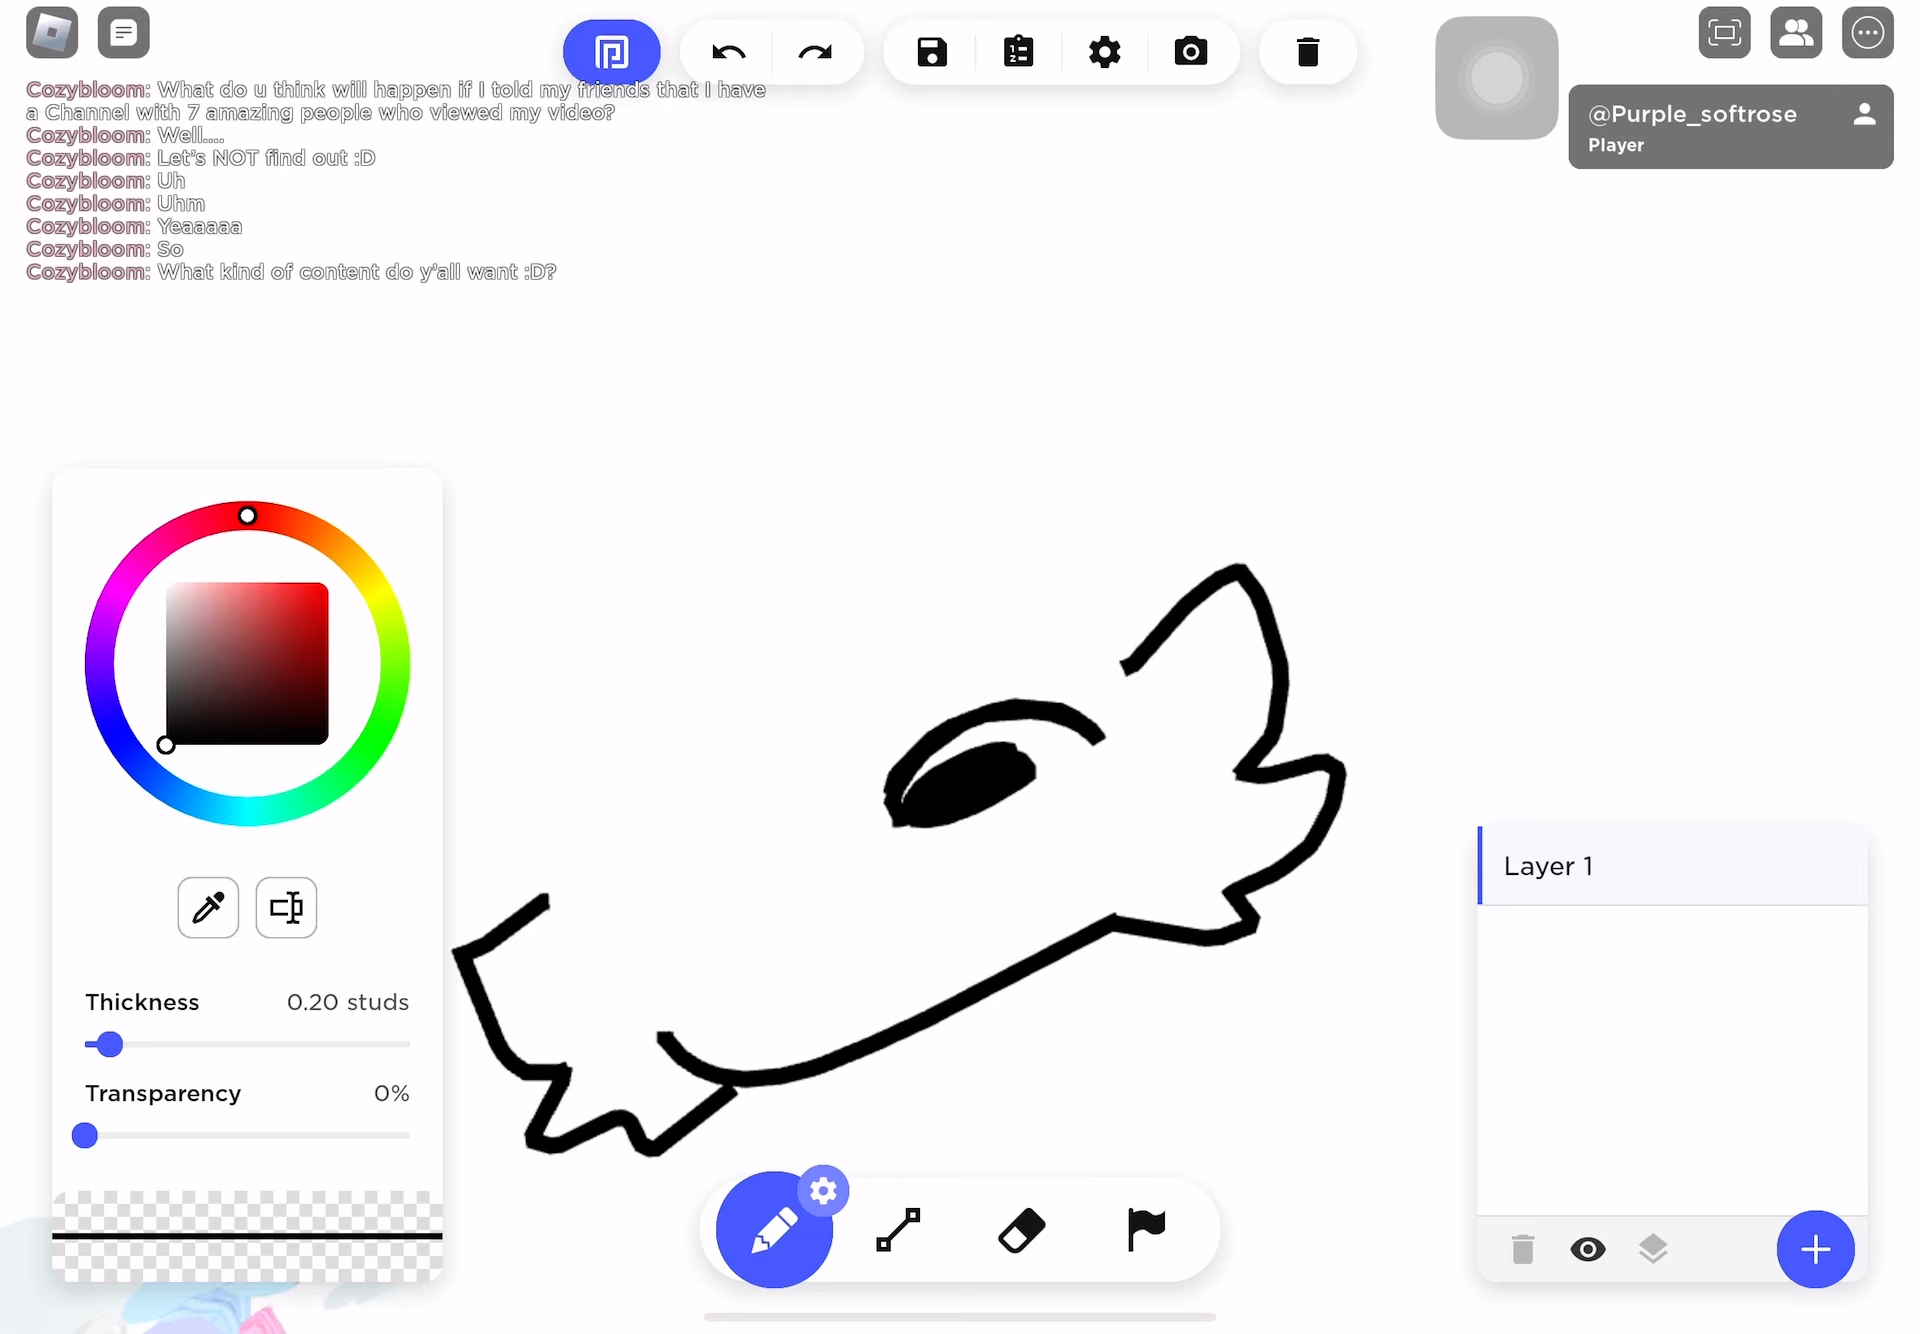 Cozybloom: What do u think will happen if I told my friends that I have
a Channel with 7 amazing people who viewed my video?
Cozybloom: Well....
Cozybloom: Let's NOT find out :D
Cozybloom: Uh
Cozybloom: Uhm
Cozybloom: Yeaaaaa
Cozybloom: So
Cozybloom: What kind of content do y'all want :D?
@Purple_softrose
Player
Thickness 0.20 studs
Transparency 0%
Layer 1